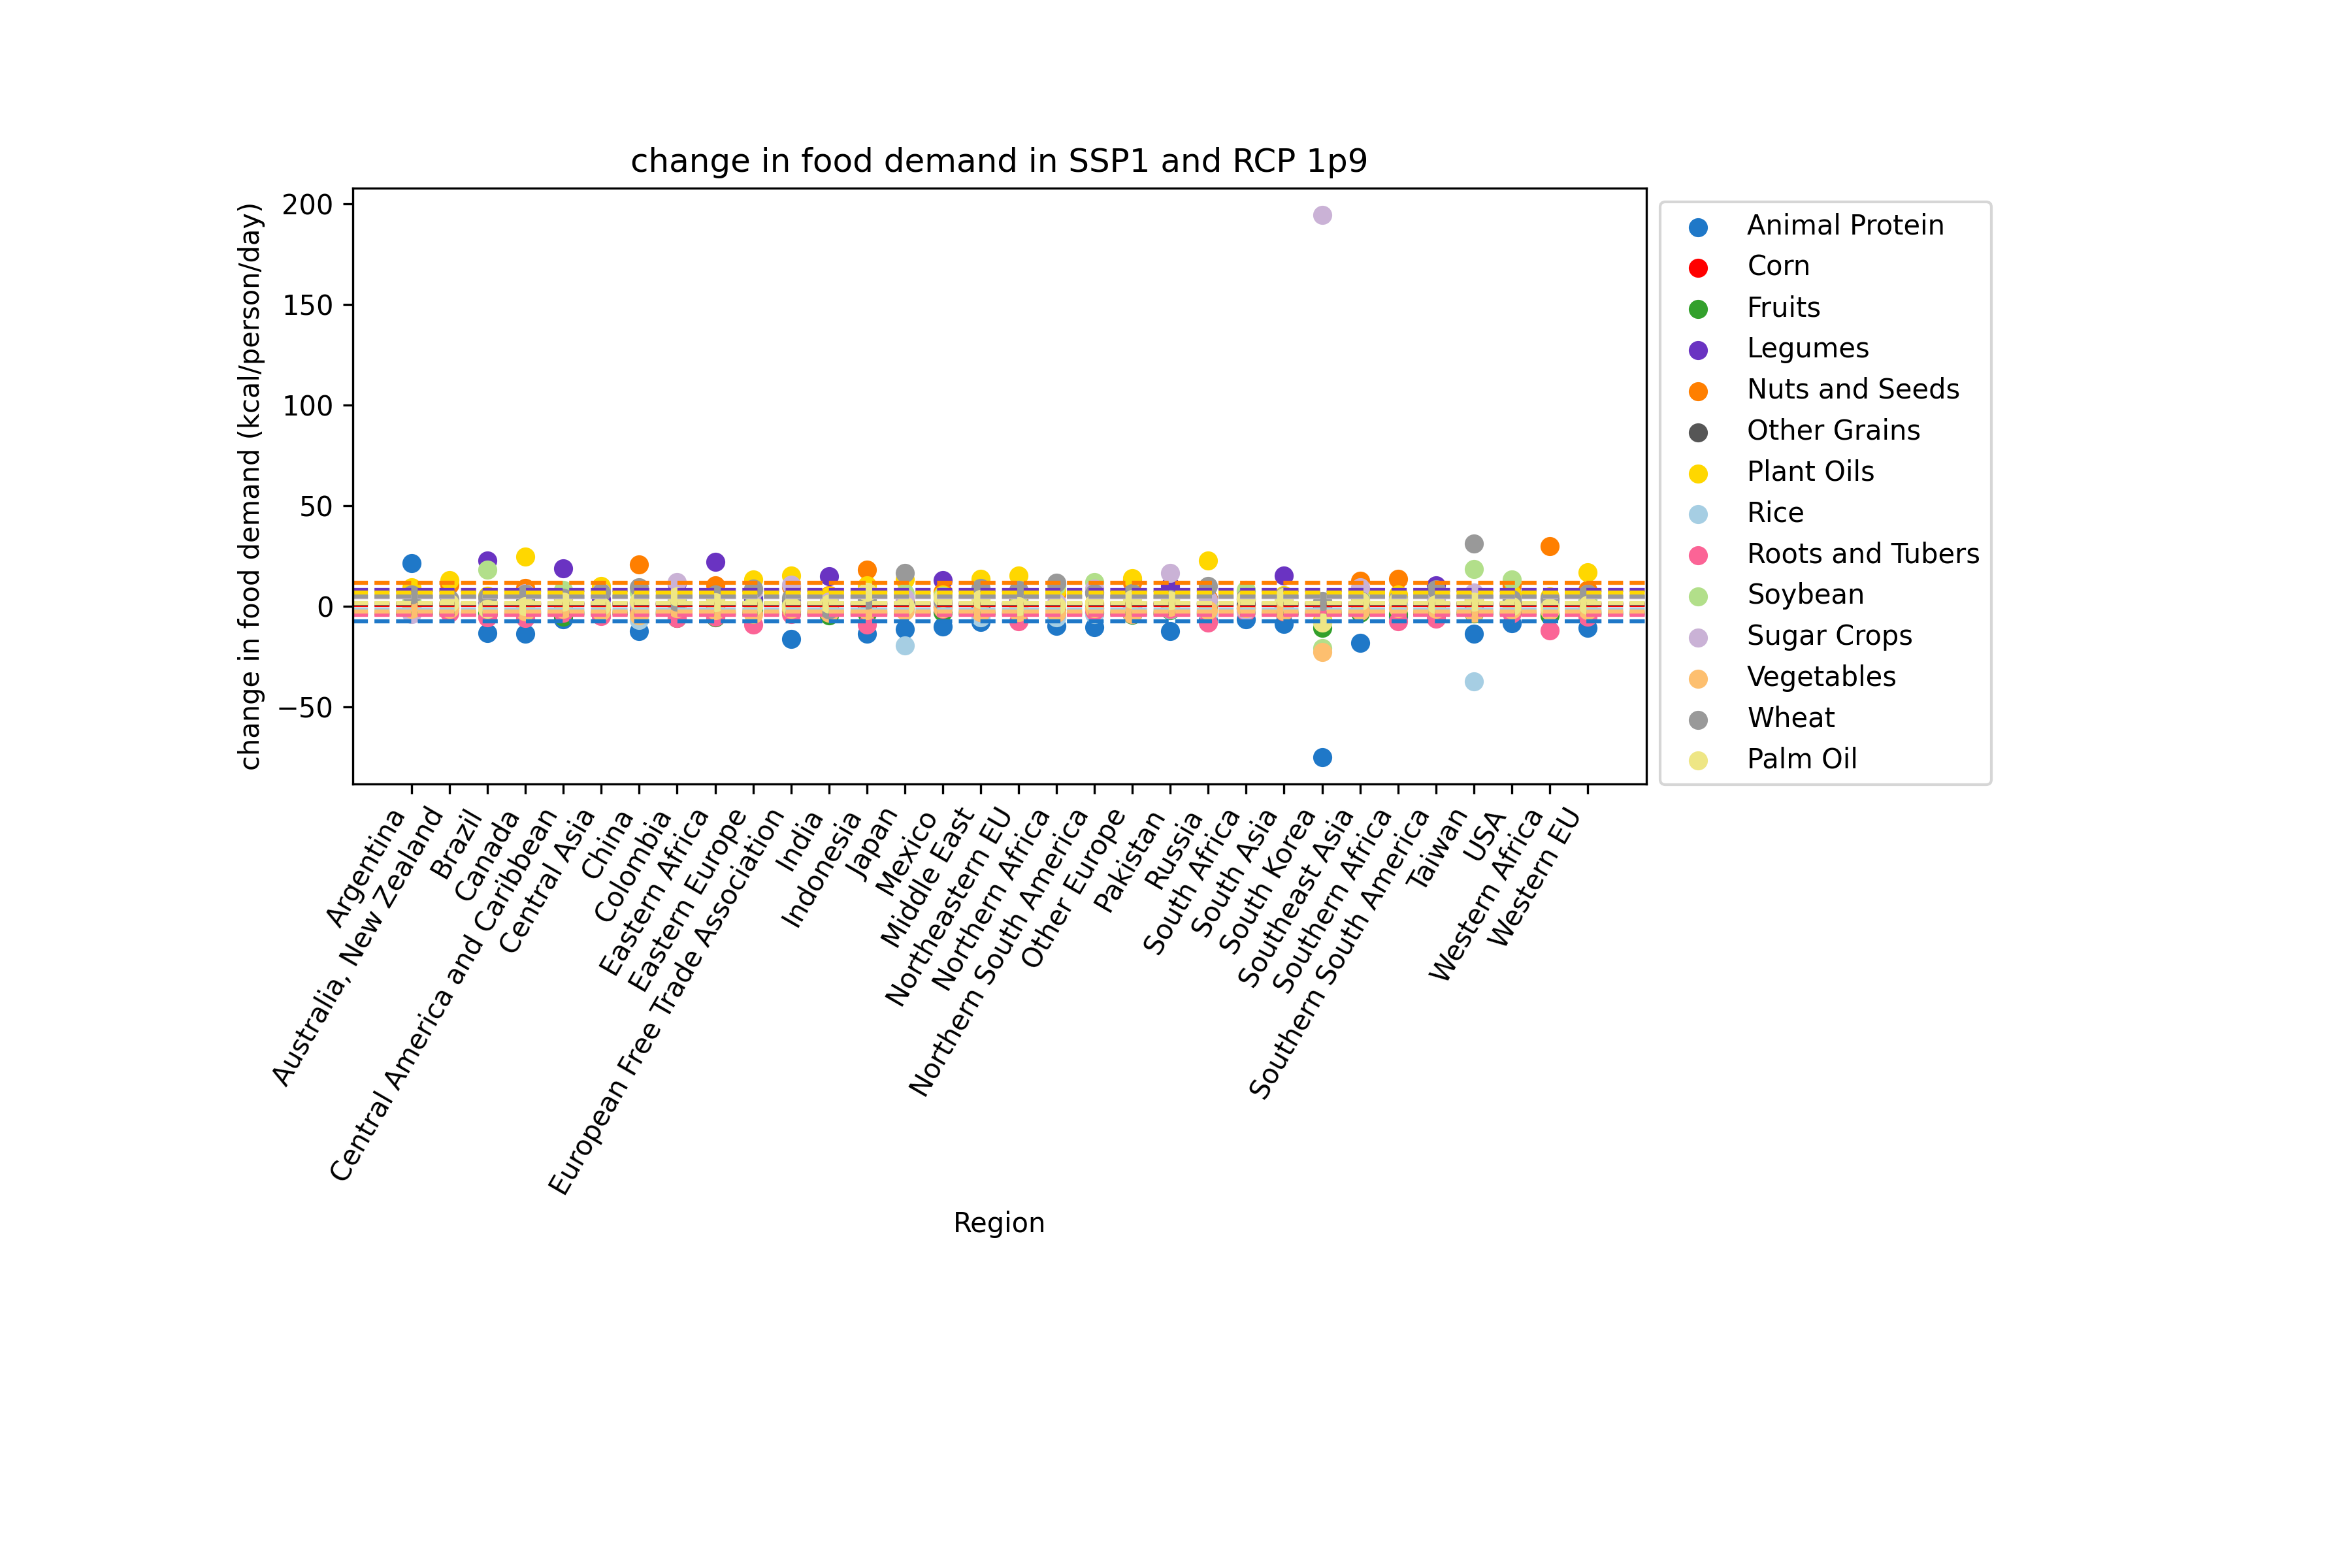 change in food demand in SSP1 and RCP 1p9
change in food demand (kcal/person/day)
200
150
100
50
0
−50
Argentina
Australia, New Zealand
Brazil
Canada
Central America and Caribbean
Central Asia
China
Colombia
Eastern Africa
Eastern Europe
European Free Trade Association
India
Indonesia
Japan
Mexico
Middle East
Northeastern EU
Northern Africa
Northern South America
Other Europe
Pakistan
Russia
South Africa
South Asia
South Korea
Southeast Asia
Southern Africa
Southern South America
Taiwan
USA
Western Africa
Western EU
Region
Animal Protein
Corn
Fruits
Legumes
Nuts and Seeds
Other Grains
Plant Oils
Rice
Roots and Tubers
Soybean
Sugar Crops
Vegetables
Wheat
Palm Oil